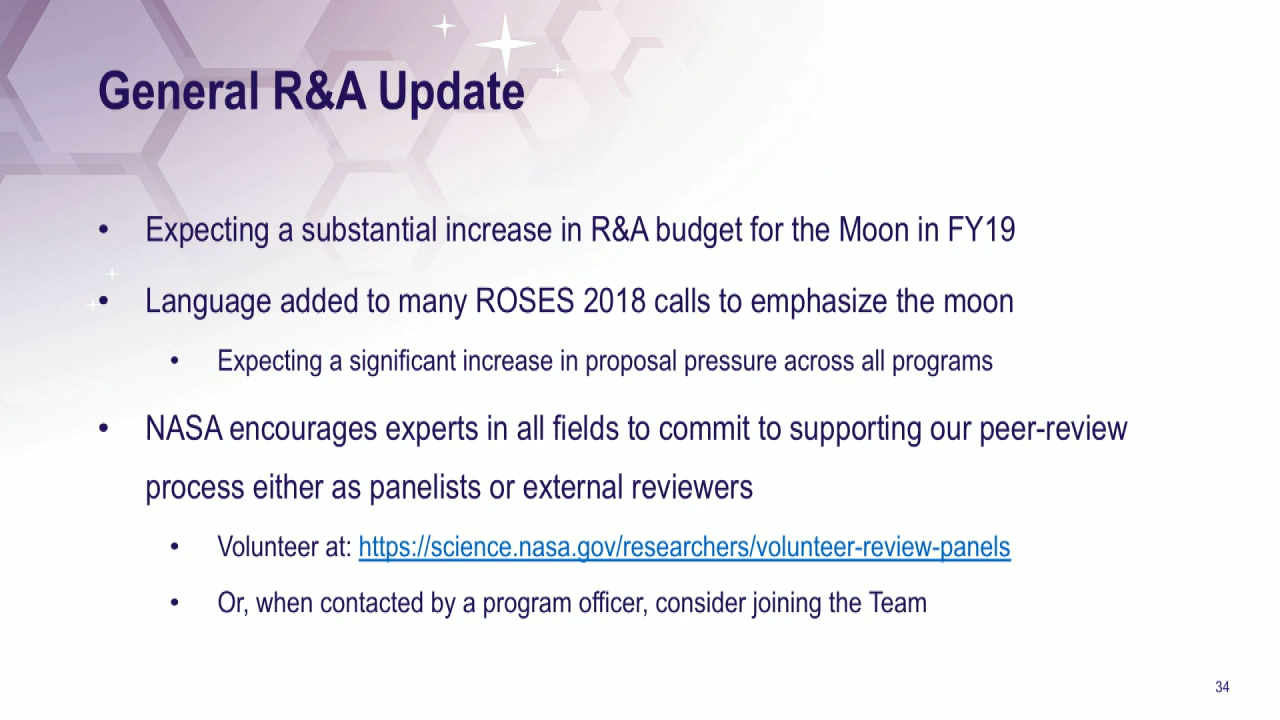 General R&A Update
• Expecting a substantial increase in R&A budget for the Moon in FY19
• Language added to many ROSES 2018 calls to emphasize the moon
• Expecting a significant increase in proposal pressure across all programs
• NASA encourages experts in all fields to commit to supporting our peer-review
process either as panelists or external reviewers
• Volunteer at: https://science.nasa.gov/researchers/volunteer-review-panels
• Or, when contacted by a program officer, consider joining the Team
34